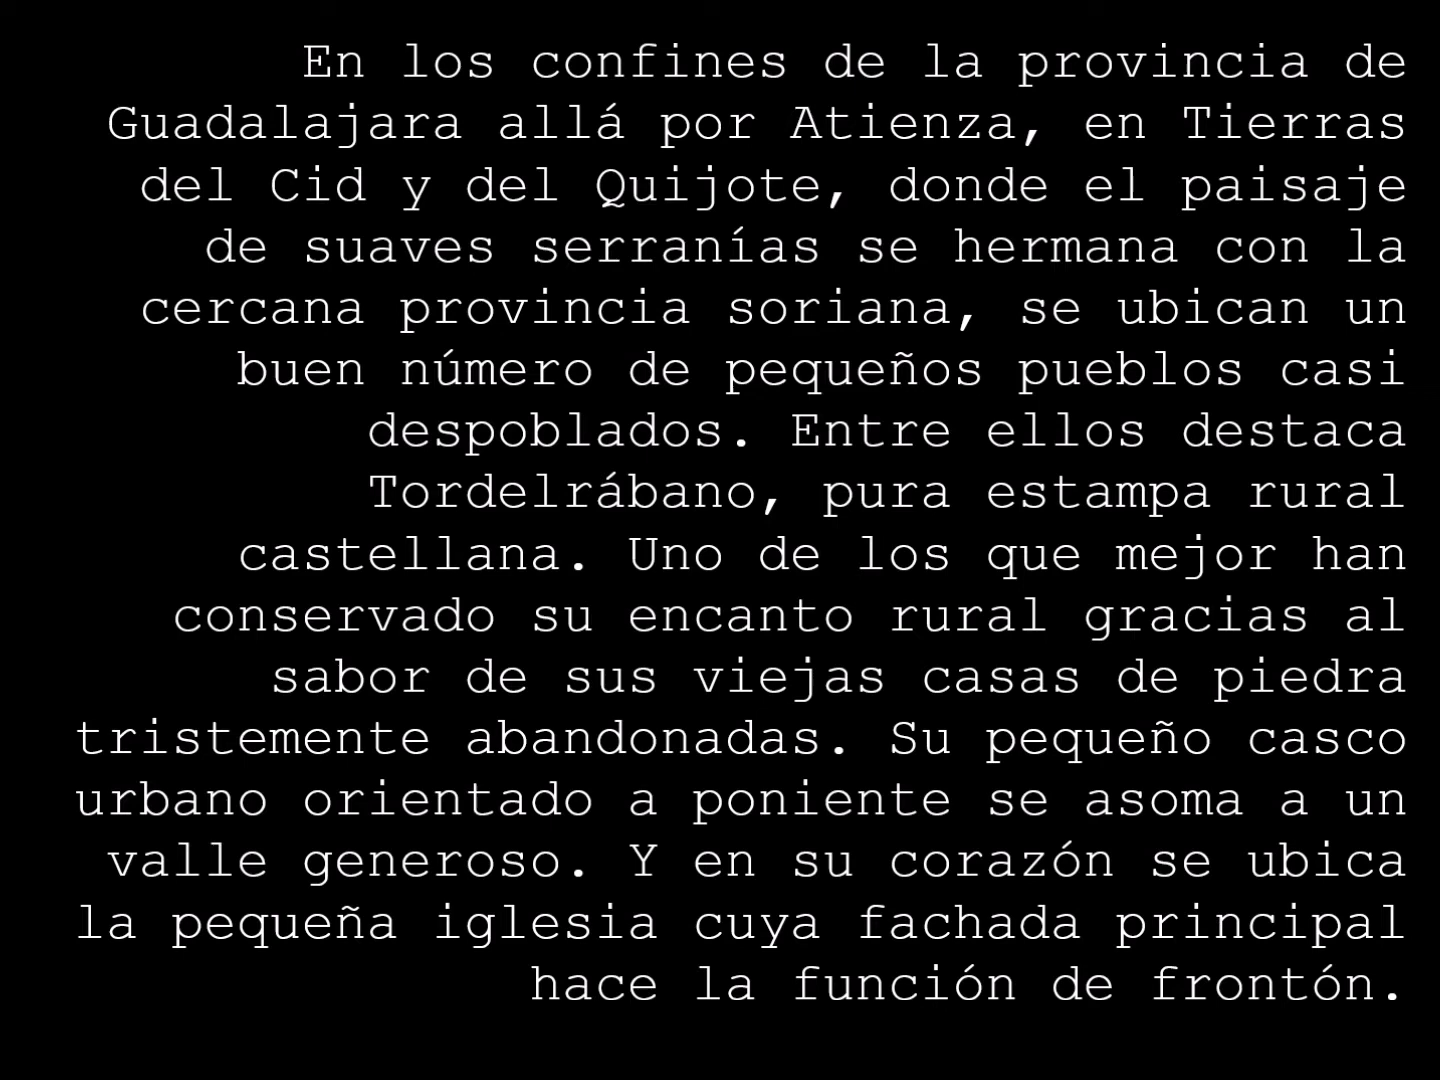 En los confines de la provincia de
Guadalajara allá por Atienza, en Tierras
del Cid y del Quijote, donde el paisaje
de suaves serranías se hermana con la
cercana provincia soriana, se ubican un
buen número de pequeños pueblos casi
despoblados. Entre ellos destaca
Tordelrábano, pura estampa rural
castellana. Uno de los que mejor han
conservado su encanto rural gracias al
sabor de sus viejas casas de piedra
tristemente abandonadas. Su pequeño casco
urbano orientado a poniente se asoma a un
valle generoso. Y en su corazón se ubica
la pequeña iglesia cuya fachada principal
hace la función de frontón.